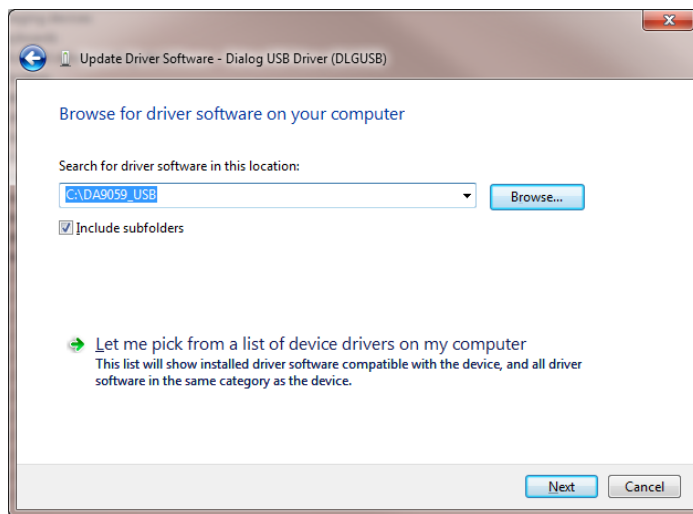 Update Driver Software - Dialog USB Driver (DLGUSB)
Browse for driver software on your computer
Search for driver software in this location:
C:\DA9059_USB
Browse...
Include subfolders
Let me pick from a list of device drivers on my computer
This list will show installed driver software compatible with the device, and all driver
software in the same category as the device.
Next
Cancel